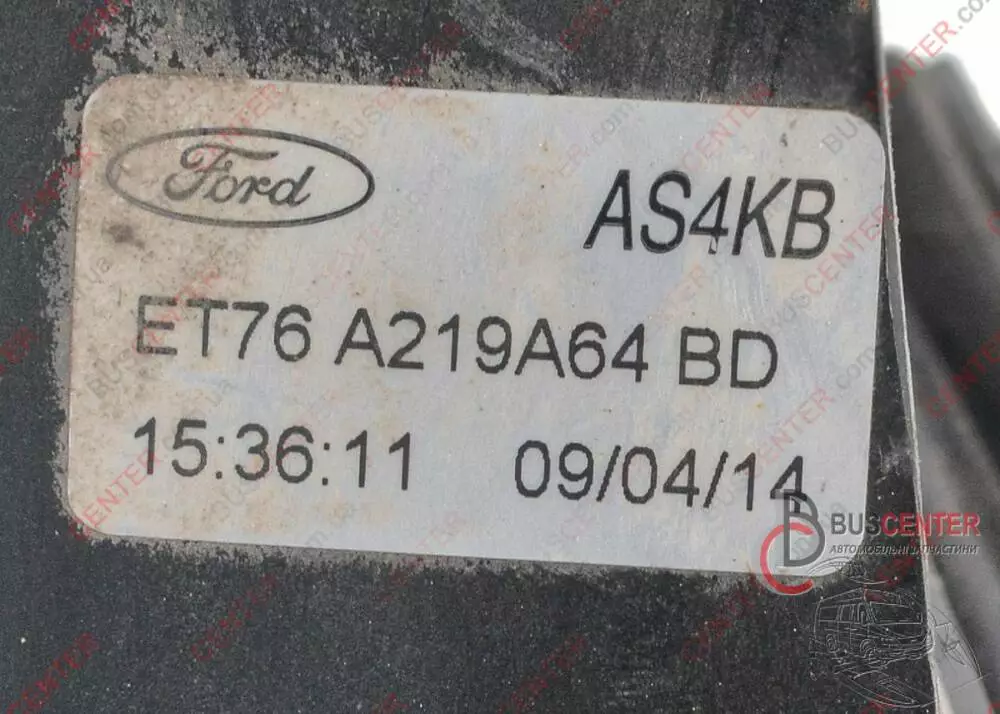 Ford
AS4KB
ET76 A219A64 BD
15:36:11 09/04/14
BUSCENTER
АВТОМОБІЛЬНІ ЗАПЧАСТИНИ